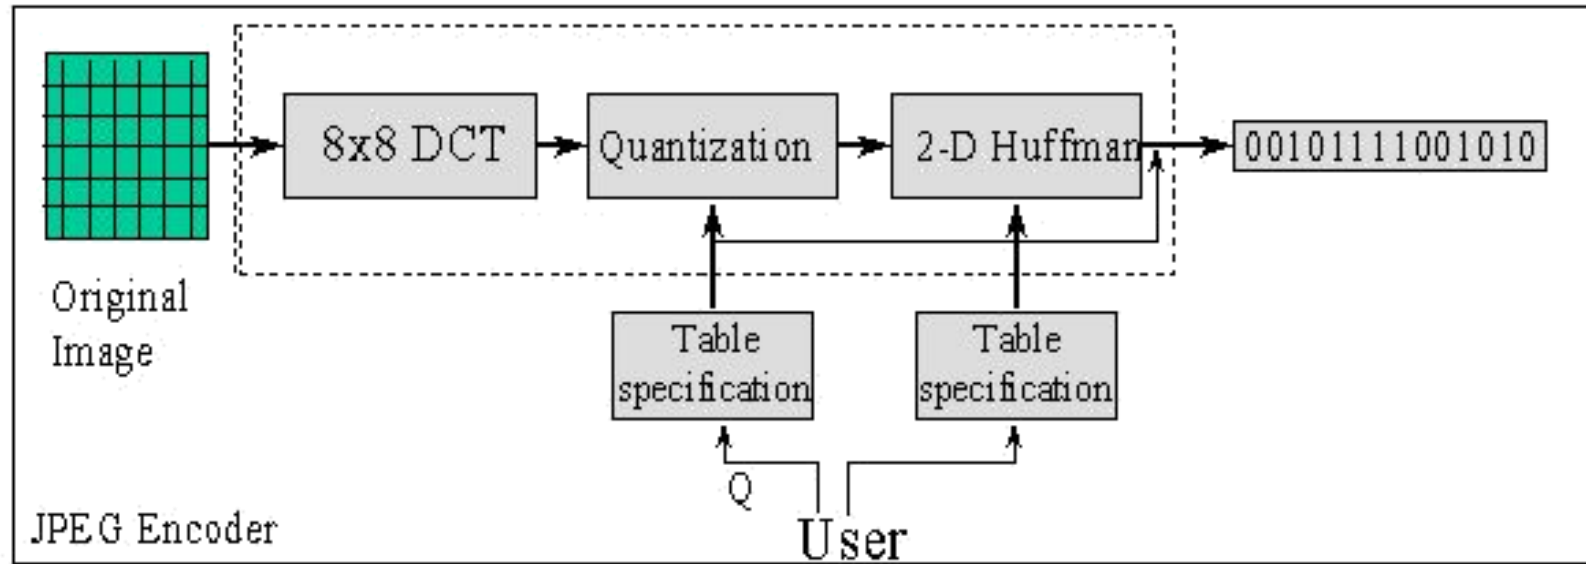 8x8 DCT
Quantization
2-D Huffman
00101111001010
Original
Image
Table
specification
Table
specification
Q
User
JPEG Encoder